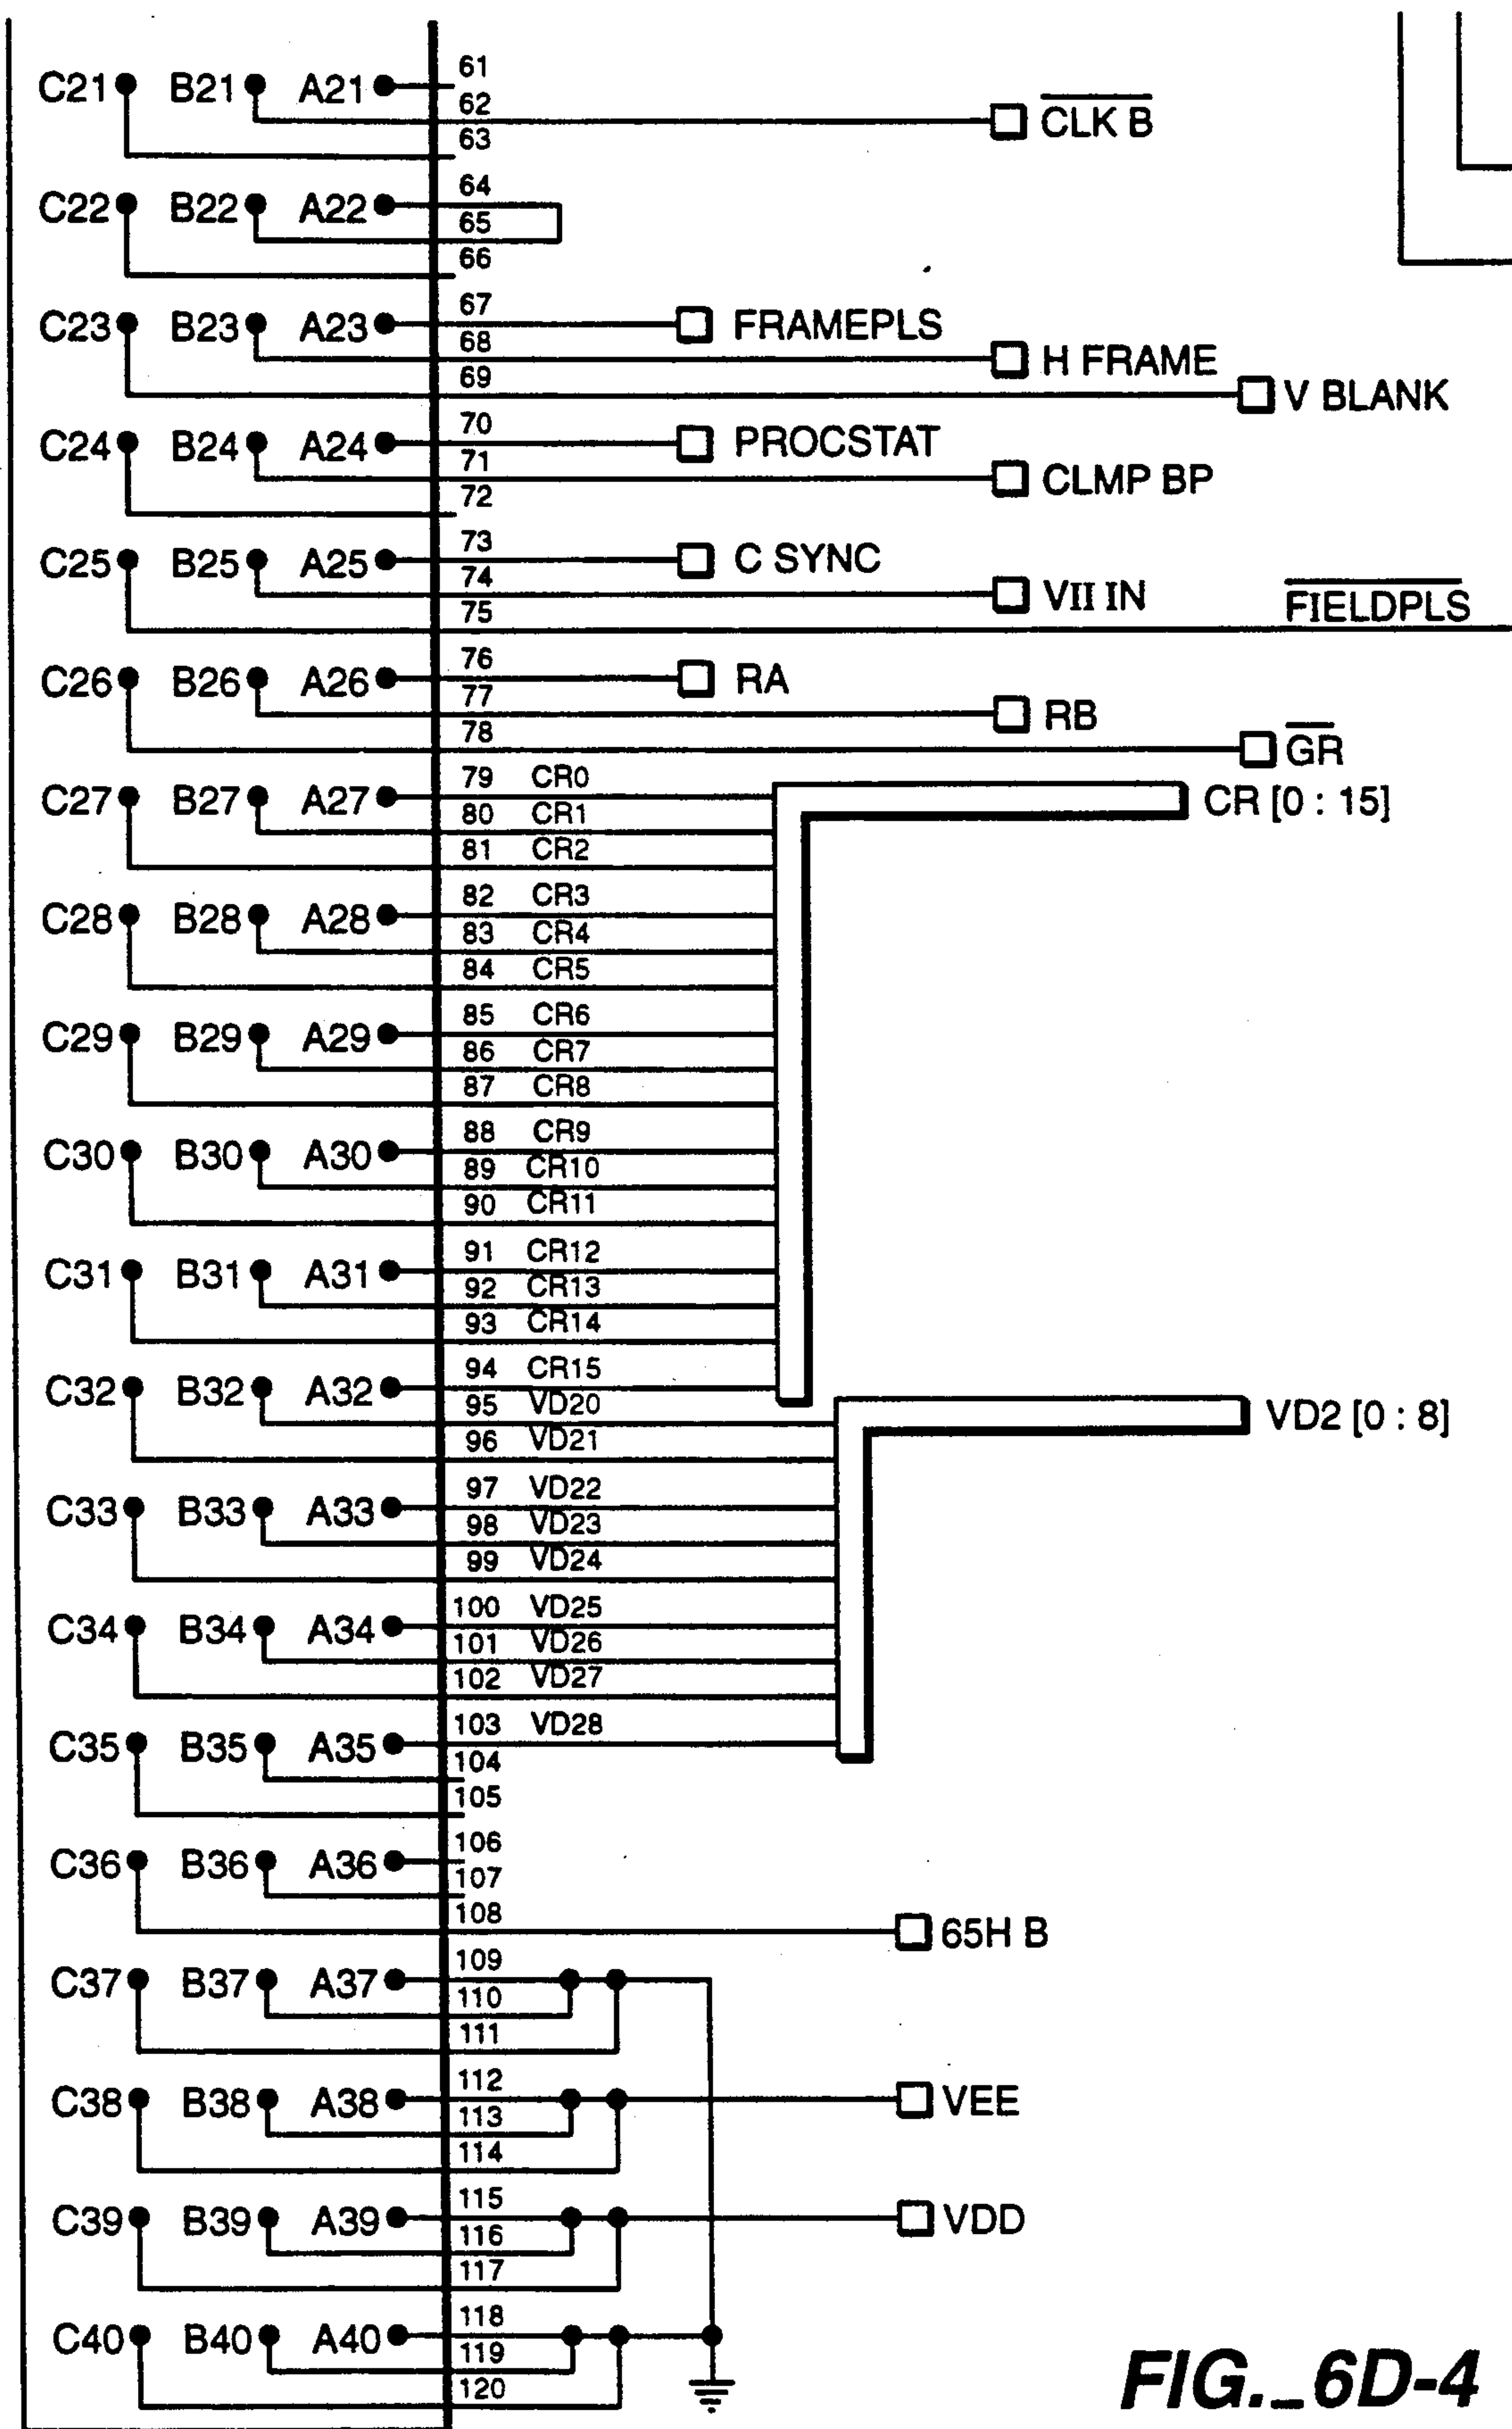 61
C21 B21 A21
62
CLK B
63
64
C22 B22 A22
65
66
67
C23 B23 A23 FRAMEPLS
68
H FRAME
69
V BLANK
70
C24 B24 A24 PROCSTAT
71
CLMP BP
72
73
C25 B25 A25 C SYNC
74
VII IN FIELDPLS
75
76
C26 B26 A26 RA
77
RB
78
GR
79 CR0
C27 B27 A27 CR [0 : 15]
80 CR1
81 CR2
82 CR3
C28 B28 A28
83 CR4
84 CR5
85 CR6
C29 B29 A29
86 CR7
87 CR8
88 CR9
C30 B30 A30
89 CR10
90 CR11
91 CR12
C31 B31 A31
92 CR13
93 CR14
94 CR15
C32 B32 A32
95 VD20
VD2 [0 : 8]
96 VD21
97 VD22
C33 B33 A33
98 VD23
99 VD24
100 VD25
C34 B34 A34
101 VD26
102 VD27
103 VD28
C35 B35 A35
104
105
106
C36 B36 A36
107
108
65H B
109
C37 B37 A37
110
111
112
C38 B38 A38 VEE
113
114
115
C39 B39 A39 VDD
116
117
118
C40 B40 A40
119
120
FIG._6D-4